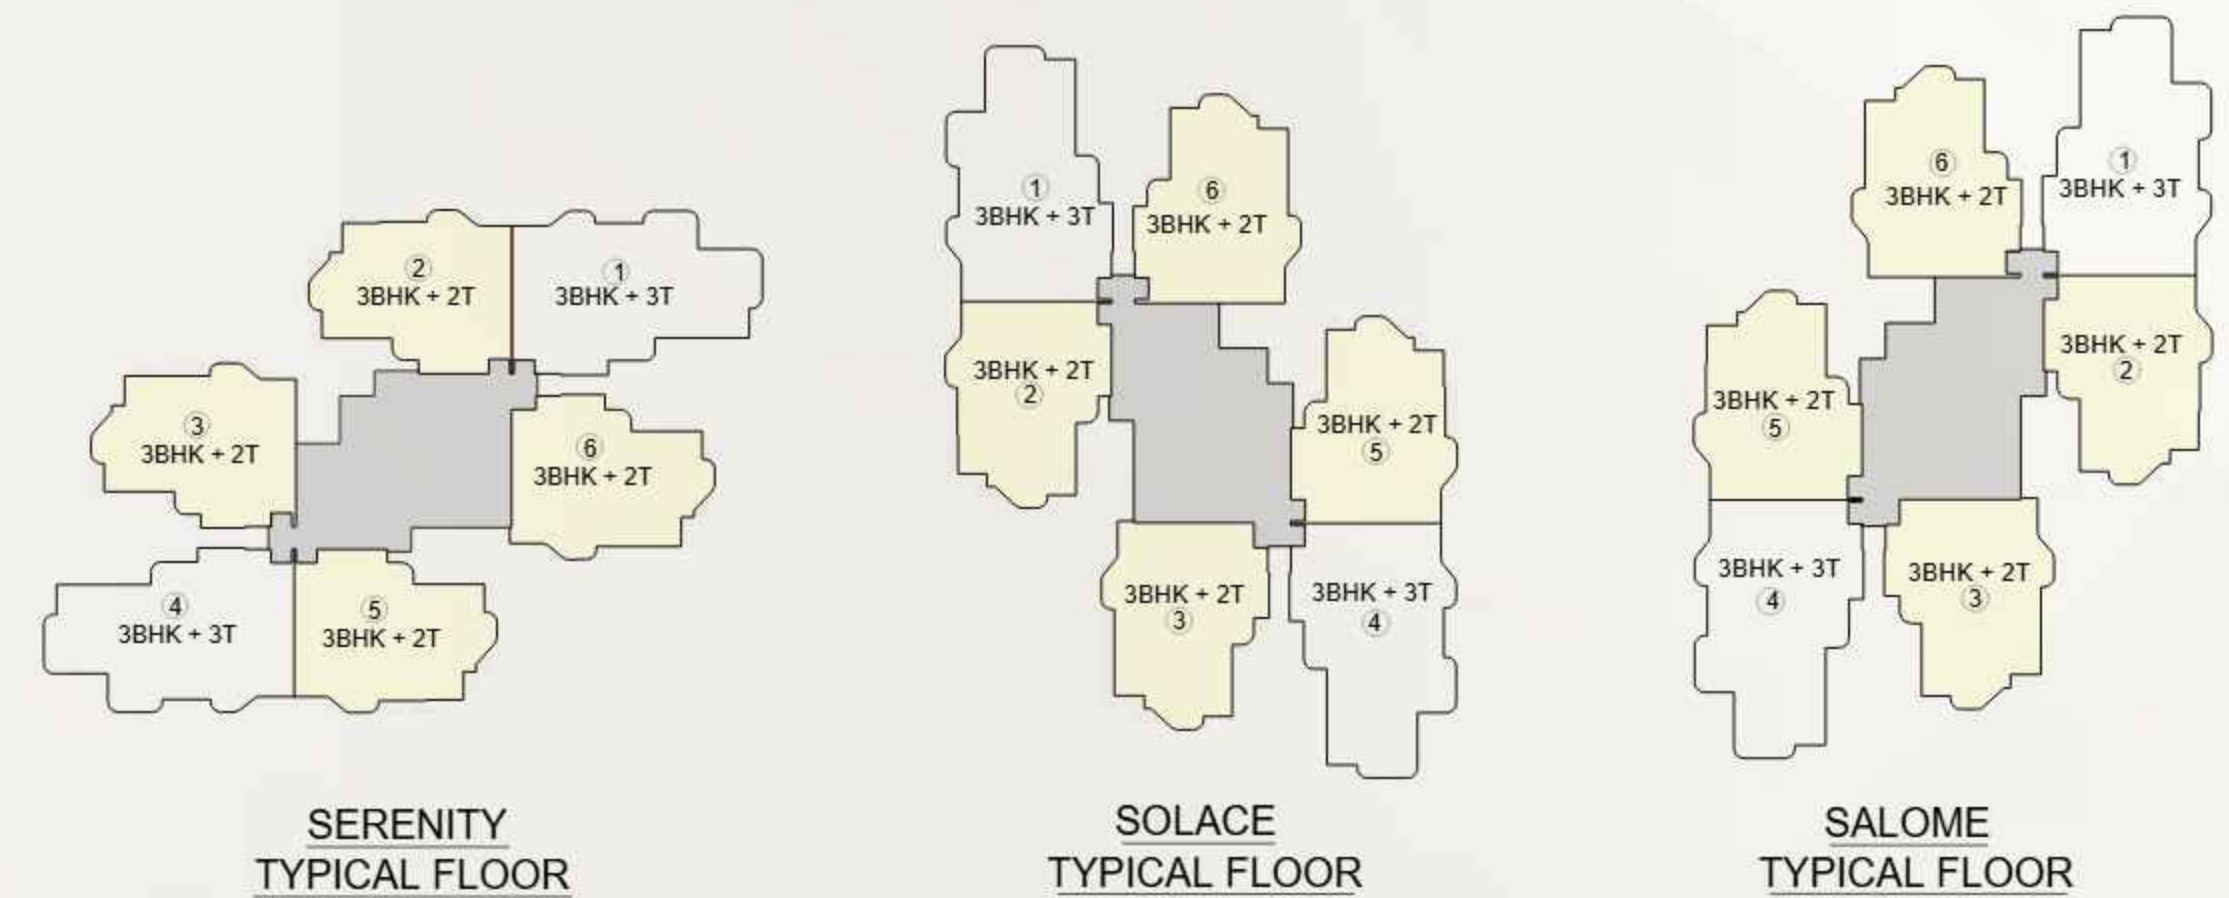 ②
3BHK + 2T
①
3BHK + 3T
③
3BHK + 2T
⑥
3BHK + 2T
④
3BHK + 3T
⑤
3BHK + 2T
SERENITY
TYPICAL FLOOR
①
3BHK + 3T
⑥
3BHK + 2T
3BHK + 2T
②
3BHK + 2T
⑤
3BHK + 2T
③
3BHK + 3T
④
SOLACE
TYPICAL FLOOR
⑥
3BHK + 2T
①
3BHK + 3T
3BHK + 2T
②
3BHK + 2T
⑤
3BHK + 3T
④
3BHK + 2T
③
SALOME
TYPICAL FLOOR